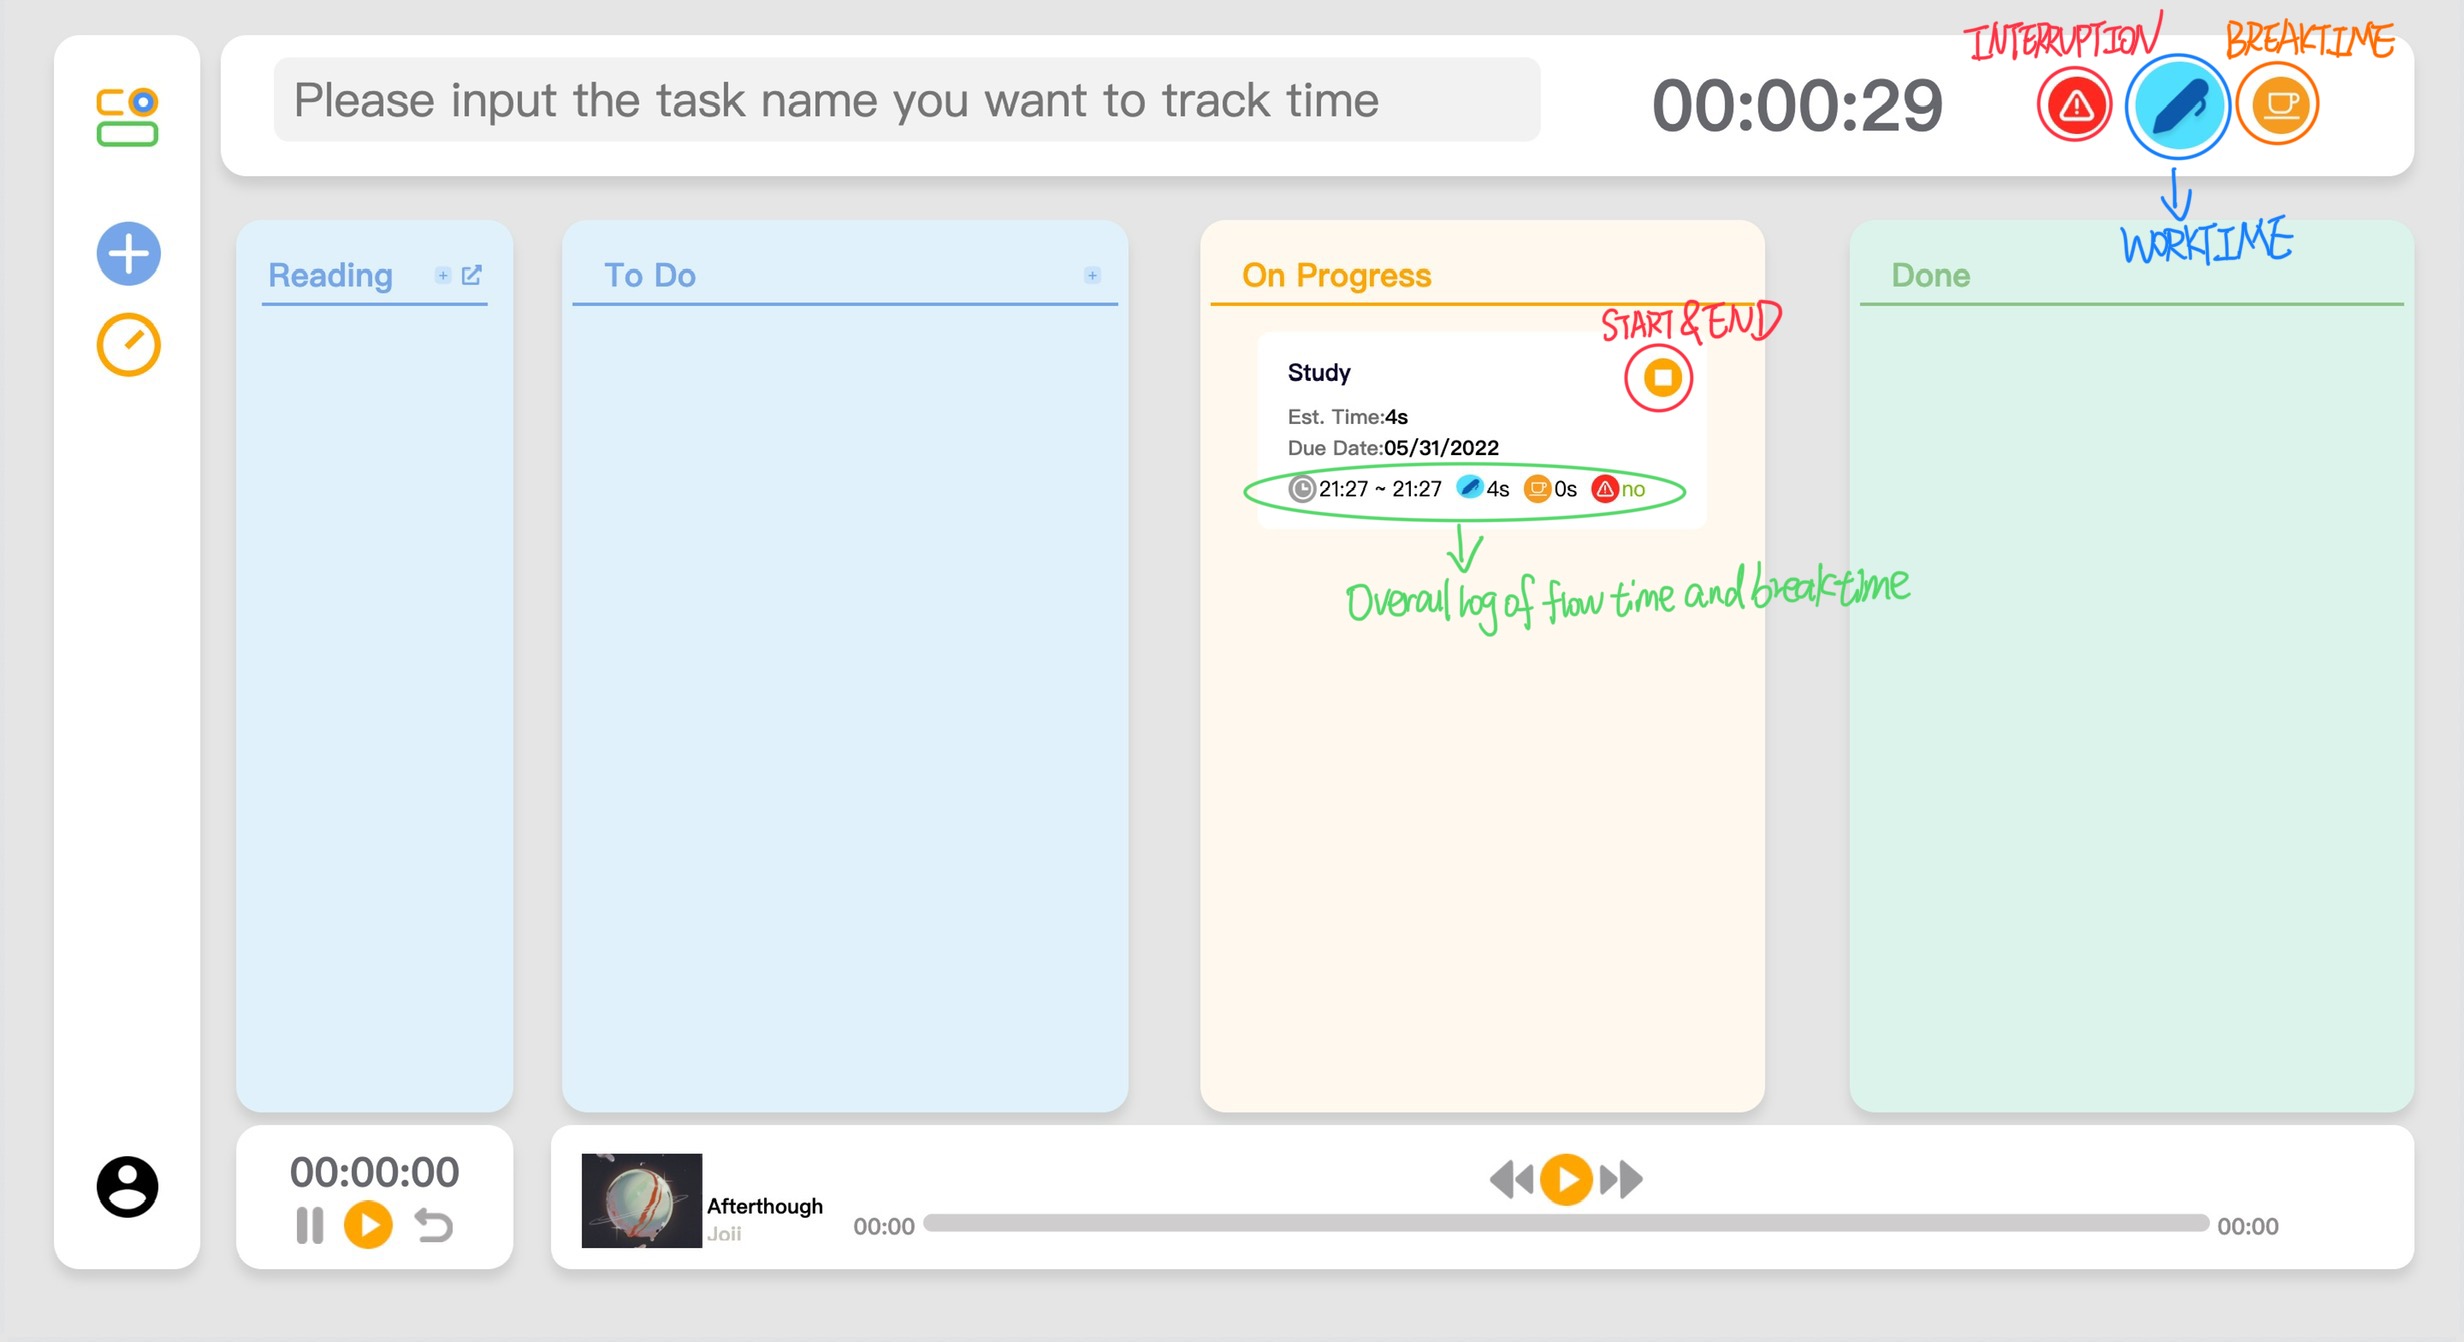 INTERRUPTION
BREAKTIME
Please input the task name you want to track time
00:00:29
WORKTIME
Reading
To Do
On Progress
Done
START & END
Study
Est. Time:4s
Due Date:05/31/2022
21:27 ~ 21:27 4s 0s no
Overall log of flow time and breaktime
00:00:00
Afterthough
Joii
00:00
00:00